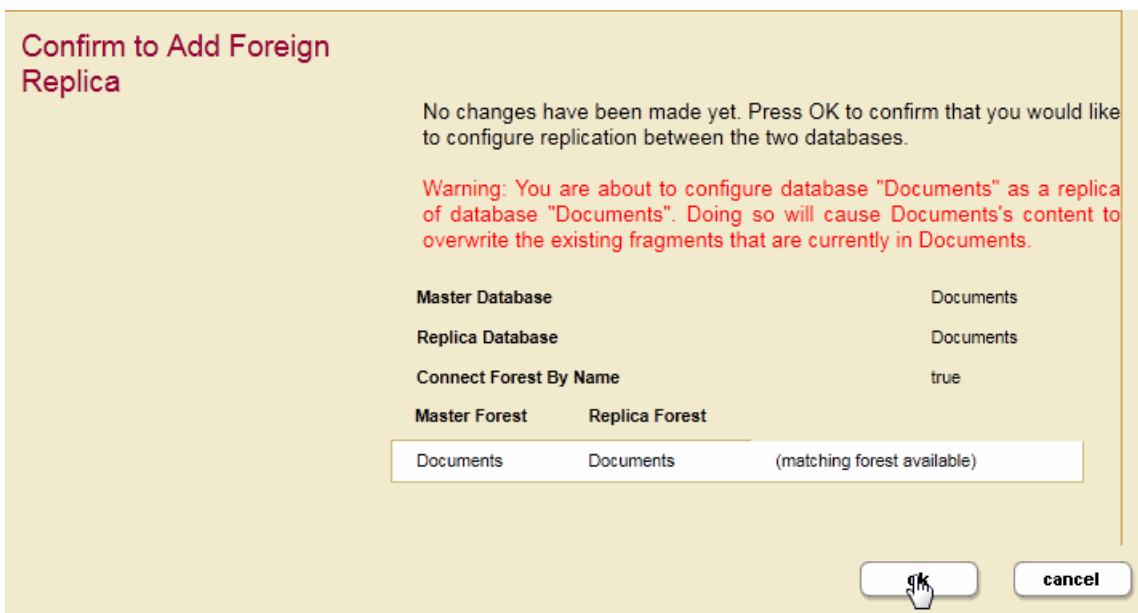 Confirm to Add Foreign
Replica
No changes have been made yet. Press OK to confirm that you would like
to configure replication between the two databases.
Warning: You are about to configure database "Documents" as a replica
of database "Documents". Doing so will cause Documents's content to
overwrite the existing fragments that are currently in Documents.
Master Database Documents
Replica Database Documents
Connect Forest By Name true
Master Forest Replica Forest
Documents Documents (matching forest available)
ok cancel